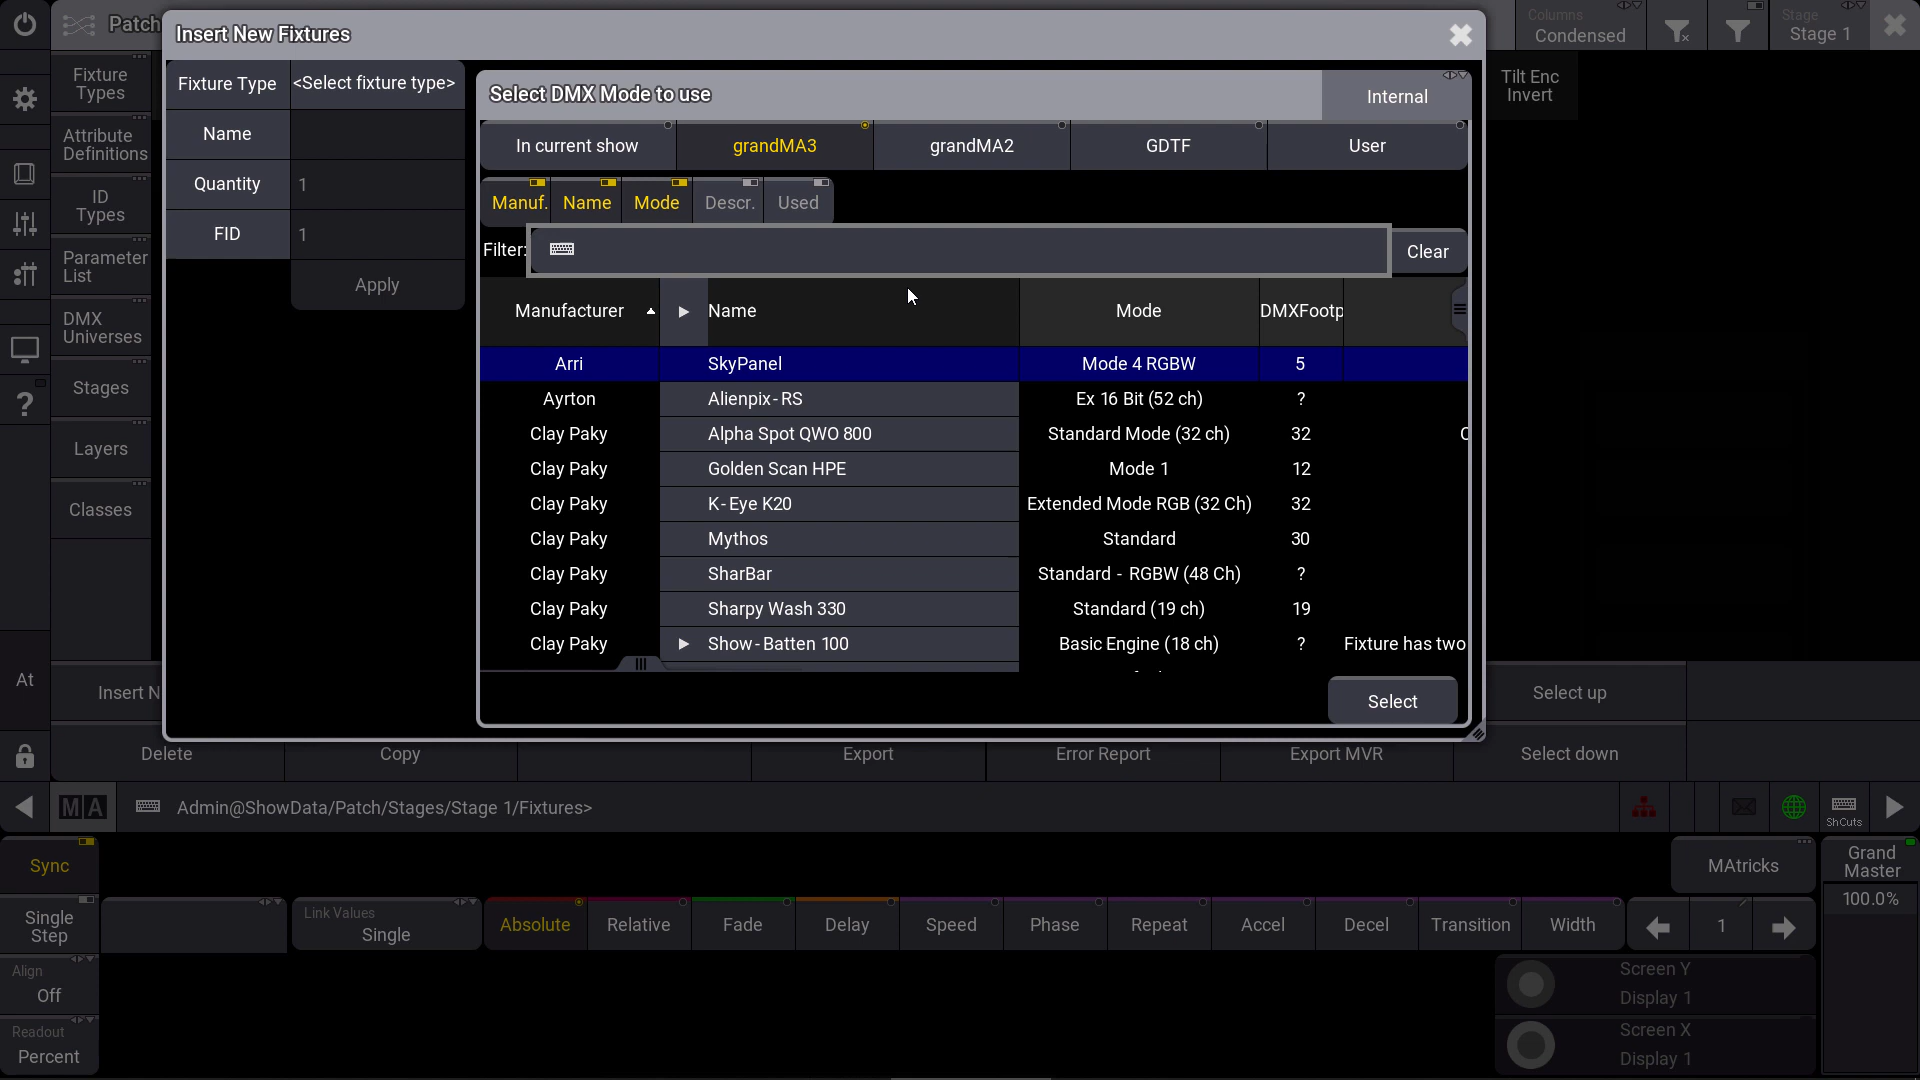 Patch
Columns
Condensed
Stage
Stage 1
Fixture
Types
Attribute
Definitions
ID
Types
Parameter
List
DMX
Universes
Stages
Layers
Classes
Tilt Enc
Invert
Insert New Fixtures
Fixture Type <Select fixture type>
Name
Quantity 1
FID 1
Apply
Select DMX Mode to use
Internal
In current show grandMA3 grandMA2 GDTF User
Manuf. Name Mode Descr. Used
Filter: Clear
Manufacturer Name Mode DMXFootp
Arri SkyPanel Mode 4 RGBW 5
Ayrton Alienpix-RS Ex 16 Bit (52 ch) ?
Clay Paky Alpha Spot QWO 800 Standard Mode (32 ch) 32
Clay Paky Golden Scan HPE Mode 1 12
Clay Paky K-Eye K20 Extended Mode RGB (32 Ch) 32
Clay Paky Mythos Standard 30
Clay Paky SharBar Standard - RGBW (48 Ch) ?
Clay Paky Sharpy Wash 330 Standard (19 ch) 19
Clay Paky Show-Batten 100 Basic Engine (18 ch) ? Fixture has two
Select
At
Insert N Select up
Delete Copy Export Error Report Export MVR Select down
MA Admin@ShowData/Patch/Stages/Stage 1/Fixtures> ShCuts
Sync
MAtricks
Grand
Master
100.0%
Single
Step
Link Values
Single
Absolute Relative Fade Delay Speed Phase Repeat Accel Decel Transition Width 1
Align
Off
Readout
Percent
Screen Y
Display 1
Screen X
Display 1